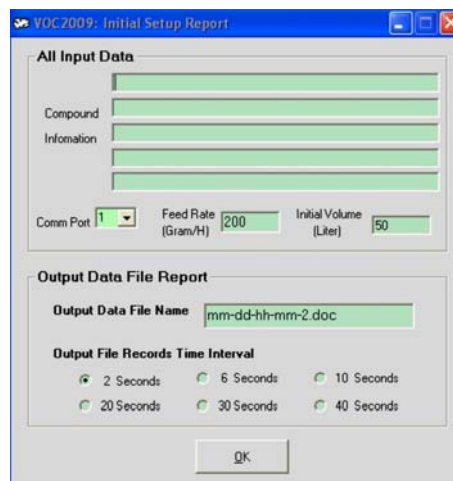 VOC2009: Initial Setup Report
All Input Data
Compound
Infomation
Comm Port 1 Feed Rate (Gram/H) 200 Initial Volume (Liter) 50
Output Data File Report
Output Data File Name mm-dd-hh-mm-2.doc
Output File Records Time Interval
2 Seconds 6 Seconds 10 Seconds
20 Seconds 30 Seconds 40 Seconds
OK